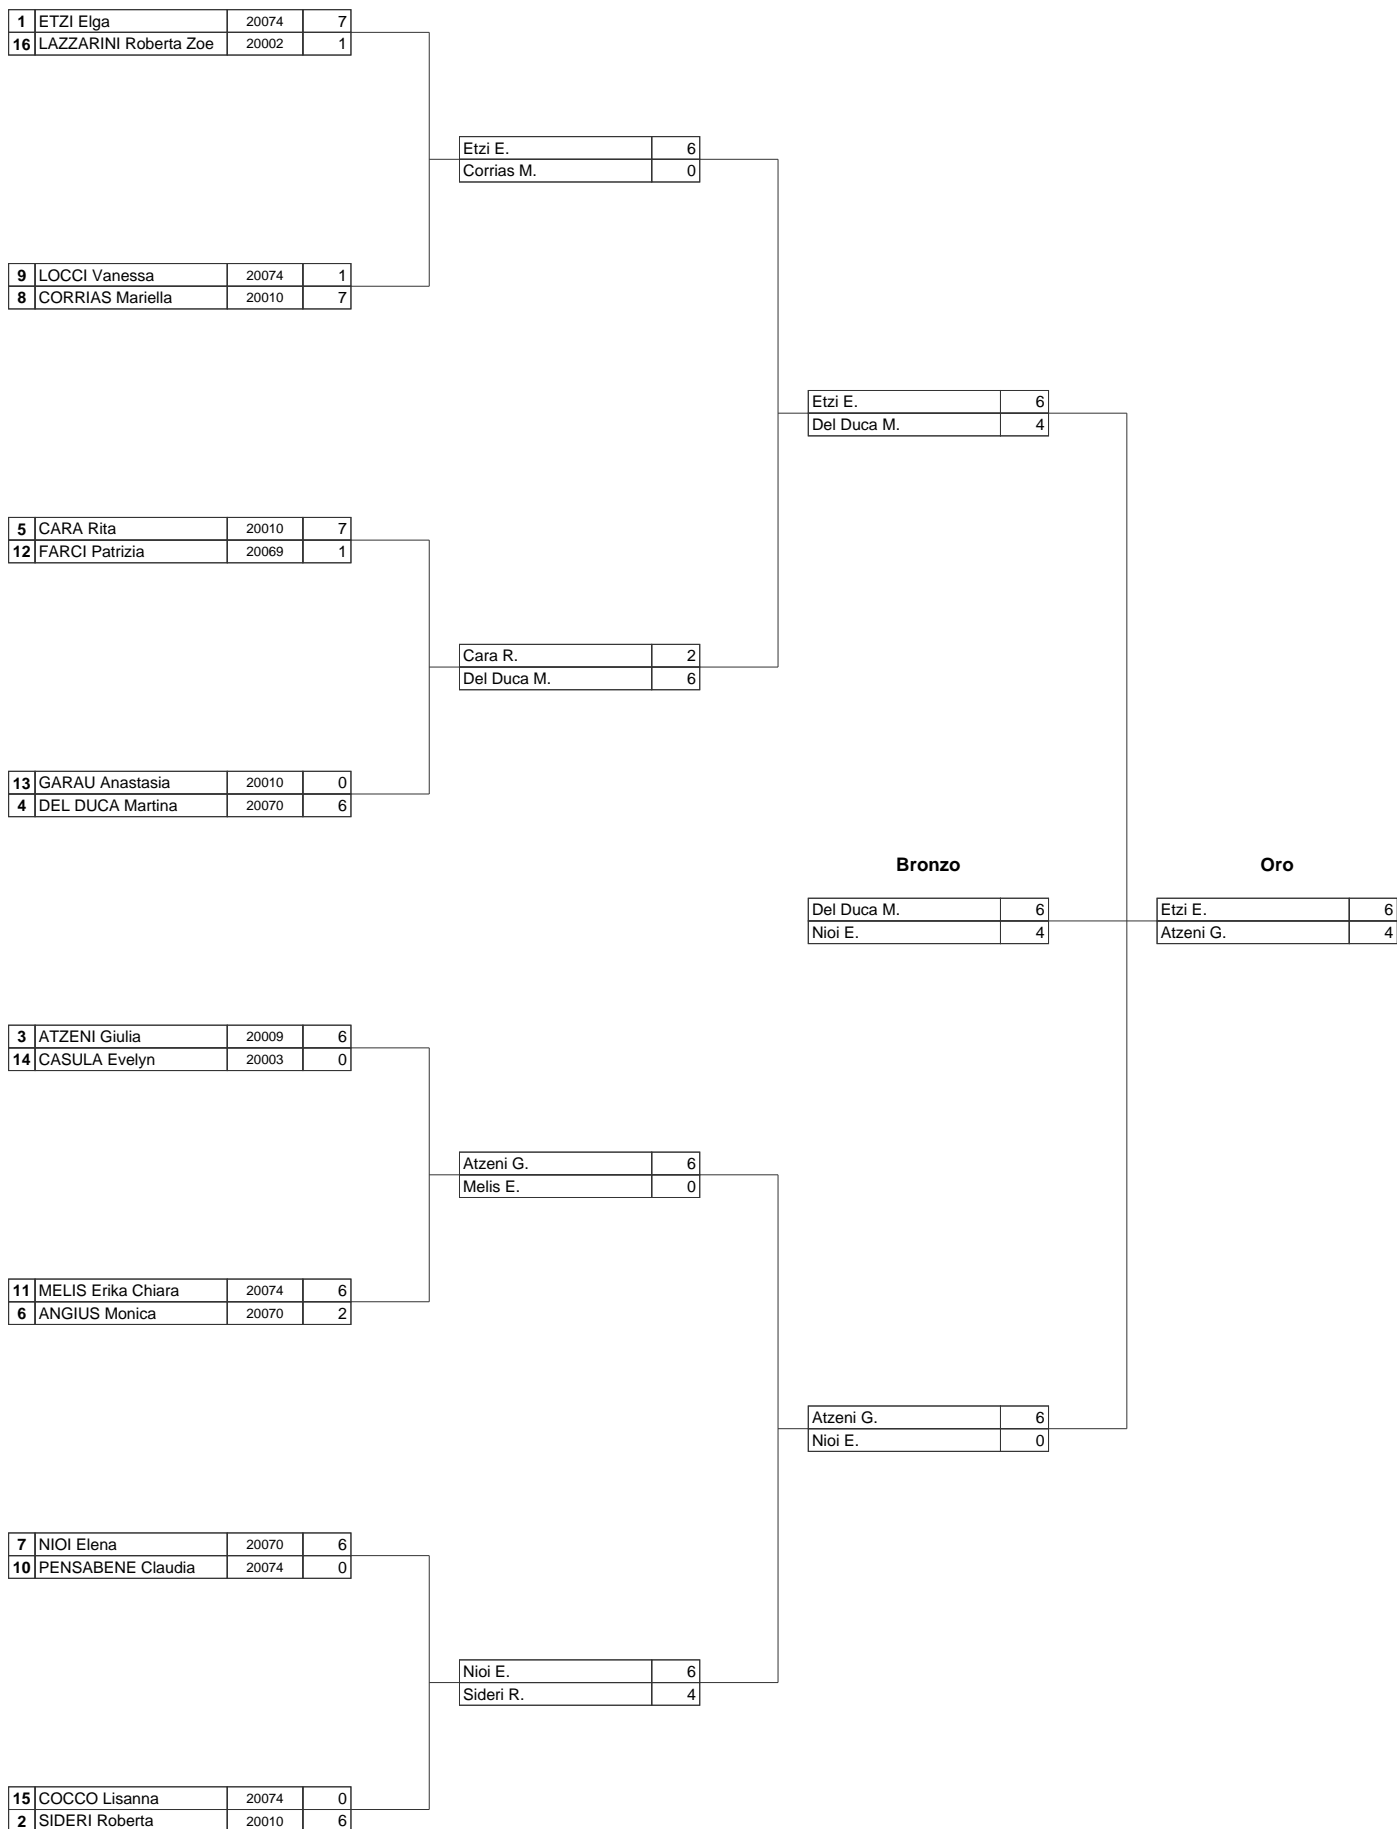 1 ETZI Elga 20074 7
16 LAZZARINI Roberta Zoe 20002 1
Etzi E. 6
Corrias M. 0
9 LOCCI Vanessa 20074 1
8 CORRIAS Mariella 20010 7
Etzi E. 6
Del Duca M. 4
5 CARA Rita 20010 7
12 FARCI Patrizia 20069 1
Cara R. 2
Del Duca M. 6
13 GARAU Anastasia 20010 0
4 DEL DUCA Martina 20070 6
Bronzo Oro
Del Duca M. 6 Etzi E. 6
Nioi E. 4 Atzeni G. 4
3 ATZENI Giulia 20009 6
14 CASULA Evelyn 20003 0
Atzeni G. 6
Melis E. 0
11 MELIS Erika Chiara 20074 6
6 ANGIUS Monica 20070 2
Atzeni G. 6
Nioi E. 0
7 NIOI Elena 20070 6
10 PENSABENE Claudia 20074 0
Nioi E. 6
Sideri R. 4
15 COCCO Lisanna 20074 0
2 SIDERI Roberta 20010 6